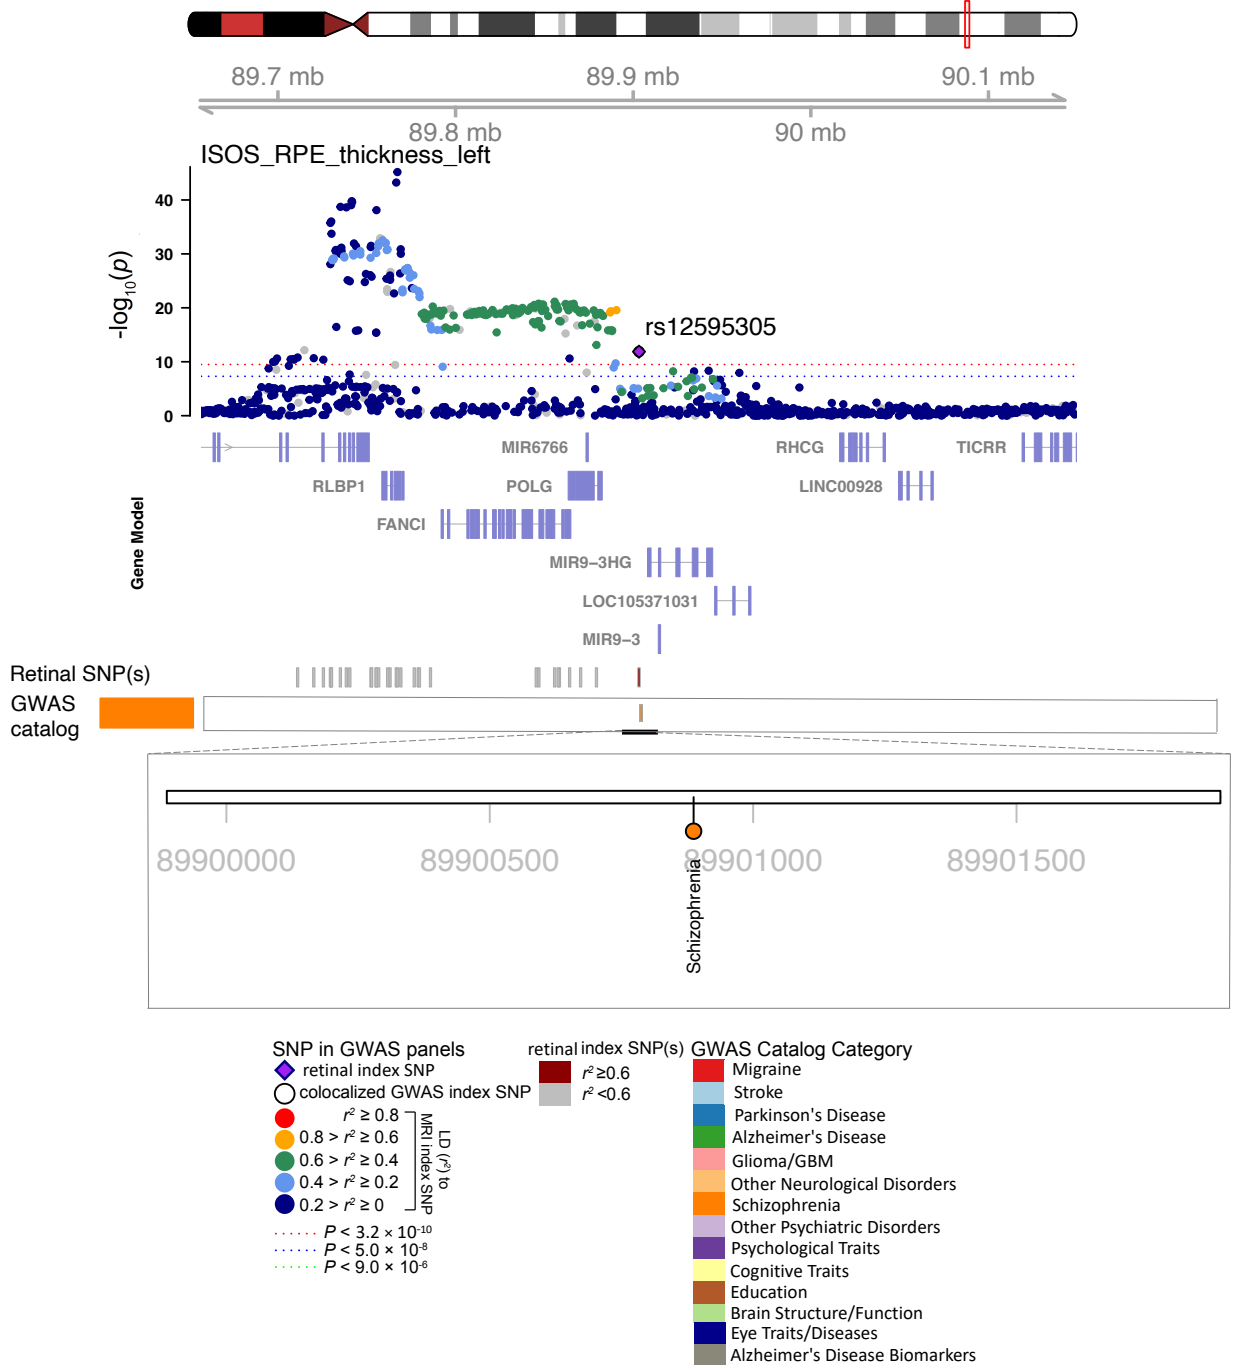 89.7 mb
89.9 mb
90.1 mb
89.8 mb
90 mb
ISOS_RPE_thickness_left
-log10(p)
40
30
20
10
0
rs12595305
Gene Model
MIR6766
RHCG
TICRR
RLBP1
POLG
LINC00928
FANCI
MIR9−3HG
LOC105371031
MIR9−3
Retinal SNP(s)
GWAS
catalog
89900000
89900500
89901000
89901500
Schizophrenia
SNP in GWAS panels
retinal index SNP
colocalized GWAS index SNP
r² ≥ 0.8
0.8 > r² ≥ 0.6
0.6 > r² ≥ 0.4
0.4 > r² ≥ 0.2
0.2 > r² ≥ 0
LD (r²) to
MRI index SNP
P < 3.2 × 10⁻¹⁰
P < 5.0 × 10⁻⁸
P < 9.0 × 10⁻⁶
retinal index SNP(s)
r² ≥0.6
r² <0.6
GWAS Catalog Category
Migraine
Stroke
Parkinson's Disease
Alzheimer's Disease
Glioma/GBM
Other Neurological Disorders
Schizophrenia
Other Psychiatric Disorders
Psychological Traits
Cognitive Traits
Education
Brain Structure/Function
Eye Traits/Diseases
Alzheimer's Disease Biomarkers